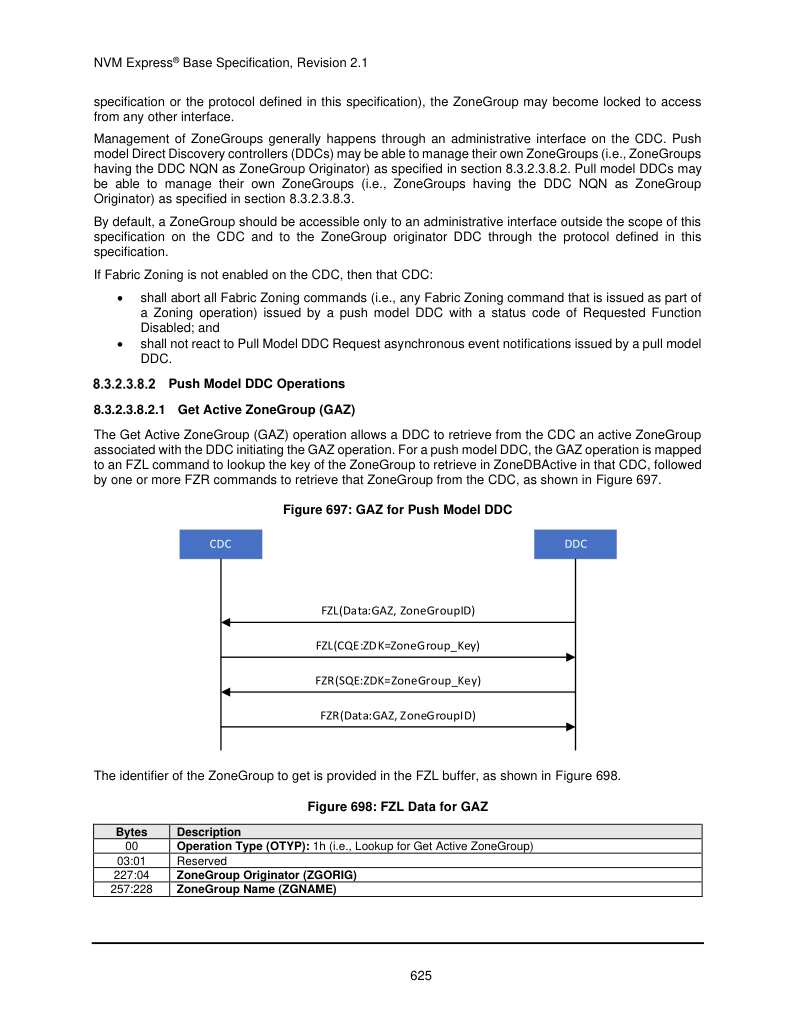 NVM Express® Base Specification, Revision 2.1
specification or the protocol defined in this specification), the ZoneGroup may become locked to access
from any other interface.
Management of ZoneGroups generally happens through an administrative interface on the CDC. Push
model Direct Discovery controllers (DDCs) may be able to manage their own ZoneGroups (i.e., ZoneGroups
having the DDC NQN as ZoneGroup Originator) as specified in section 8.3.2.3.8.2. Pull model DDCs may
be able to manage their own ZoneGroups (i.e., ZoneGroups having the DDC NQN as ZoneGroup
Originator) as specified in section 8.3.2.3.8.3.
By default, a ZoneGroup should be accessible only to an administrative interface outside the scope of this
specification on the CDC and to the ZoneGroup originator DDC through the protocol defined in this
specification.
If Fabric Zoning is not enabled on the CDC, then that CDC:
• shall abort all Fabric Zoning commands (i.e., any Fabric Zoning command that is issued as part of
a Zoning operation) issued by a push model DDC with a status code of Requested Function
Disabled; and
• shall not react to Pull Model DDC Request asynchronous event notifications issued by a pull model
DDC.
8.3.2.3.8.2 Push Model DDC Operations
8.3.2.3.8.2.1 Get Active ZoneGroup (GAZ)
The Get Active ZoneGroup (GAZ) operation allows a DDC to retrieve from the CDC an active ZoneGroup
associated with the DDC initiating the GAZ operation. For a push model DDC, the GAZ operation is mapped
to an FZL command to lookup the key of the ZoneGroup to retrieve in ZoneDBActive in that CDC, followed
by one or more FZR commands to retrieve that ZoneGroup from the CDC, as shown in Figure 697.
Figure 697: GAZ for Push Model DDC
CDC DDC
FZL(Data:GAZ, ZoneGroupID)
FZL(CQE:ZDK=ZoneGroup_Key)
FZR(SQE:ZDK=ZoneGroup_Key)
FZR(Data:GAZ, ZoneGroupID)
The identifier of the ZoneGroup to get is provided in the FZL buffer, as shown in Figure 698.
Figure 698: FZL Data for GAZ
Bytes Description
00 Operation Type (OTYP): 1h (i.e., Lookup for Get Active ZoneGroup)
03:01 Reserved
227:04 ZoneGroup Originator (ZGORIG)
257:228 ZoneGroup Name (ZGNAME)
625